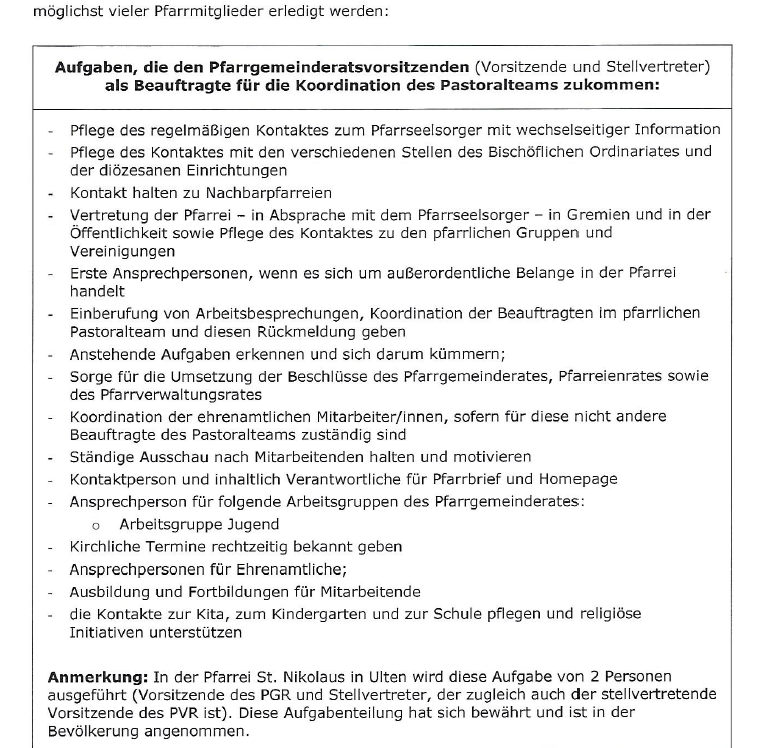 möglichst vieler Pfarrmitglieder erledigt werden:
Aufgaben, die den Pfarrgemeinderatsvorsitzenden (Vorsitzende und Stellvertreter)
als Beauftragte für die Koordination des Pastoralteams zukommen:
- Pflege des regelmäßigen Kontaktes zum Pfarrseelsorger mit wechselseitiger Information
- Pflege des Kontaktes mit den verschiedenen Stellen des Bischöflichen Ordinariates und
der diözesanen Einrichtungen
- Kontakt halten zu Nachbarpfarreien
- Vertretung der Pfarrei – in Absprache mit dem Pfarrseelsorger – in Gremien und in der
Öffentlichkeit sowie Pflege des Kontaktes zu den pfarrlichen Gruppen und
Vereinigungen
- Erste Ansprechpersonen, wenn es sich um außerordentliche Belange in der Pfarrei
handelt
- Einberufung von Arbeitsbesprechungen, Koordination der Beauftragten im pfarrlichen
Pastoralteam und diesen Rückmeldung geben
- Anstehende Aufgaben erkennen und sich darum kümmern;
- Sorge für die Umsetzung der Beschlüsse des Pfarrgemeinderates, Pfarreienrates sowie
des Pfarrverwaltungsrates
- Koordination der ehrenamtlichen Mitarbeiter/innen, sofern für diese nicht andere
Beauftragte des Pastoralteams zuständig sind
- Ständige Ausschau nach Mitarbeitenden halten und motivieren
- Kontaktperson und inhaltlich Verantwortliche für Pfarrbrief und Homepage
- Ansprechperson für folgende Arbeitsgruppen des Pfarrgemeinderates:
o Arbeitsgruppe Jugend
- Kirchliche Termine rechtzeitig bekannt geben
- Ansprechpersonen für Ehrenamtliche;
- Ausbildung und Fortbildungen für Mitarbeitende
- die Kontakte zur Kita, zum Kindergarten und zur Schule pflegen und religiöse
Initiativen unterstützen
Anmerkung: In der Pfarrei St. Nikolaus in Ulten wird diese Aufgabe von 2 Personen
ausgeführt (Vorsitzende des PGR und Stellvertreter, der zugleich auch der stellvertretende
Vorsitzende des PVR ist). Diese Aufgabenteilung hat sich bewährt und ist in der
Bevölkerung angenommen.